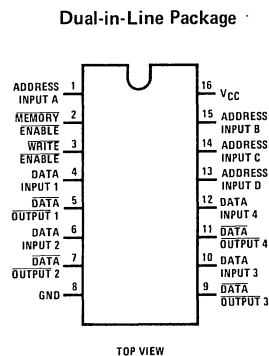 Dual-in-Line Package
ADDRESS
INPUT A
1
16
VCC
MEMORY
ENABLE
2
15
ADDRESS
INPUT B
WRITE
ENABLE
3
14
ADDRESS
INPUT C
DATA
INPUT 1
4
13
ADDRESS
INPUT D
DATA
OUTPUT 1
5
12
DATA
INPUT 4
DATA
INPUT 2
6
11
DATA
OUTPUT 4
DATA
OUTPUT 2
7
10
DATA
INPUT 3
GND
8
9
DATA
OUTPUT 3
TOP VIEW